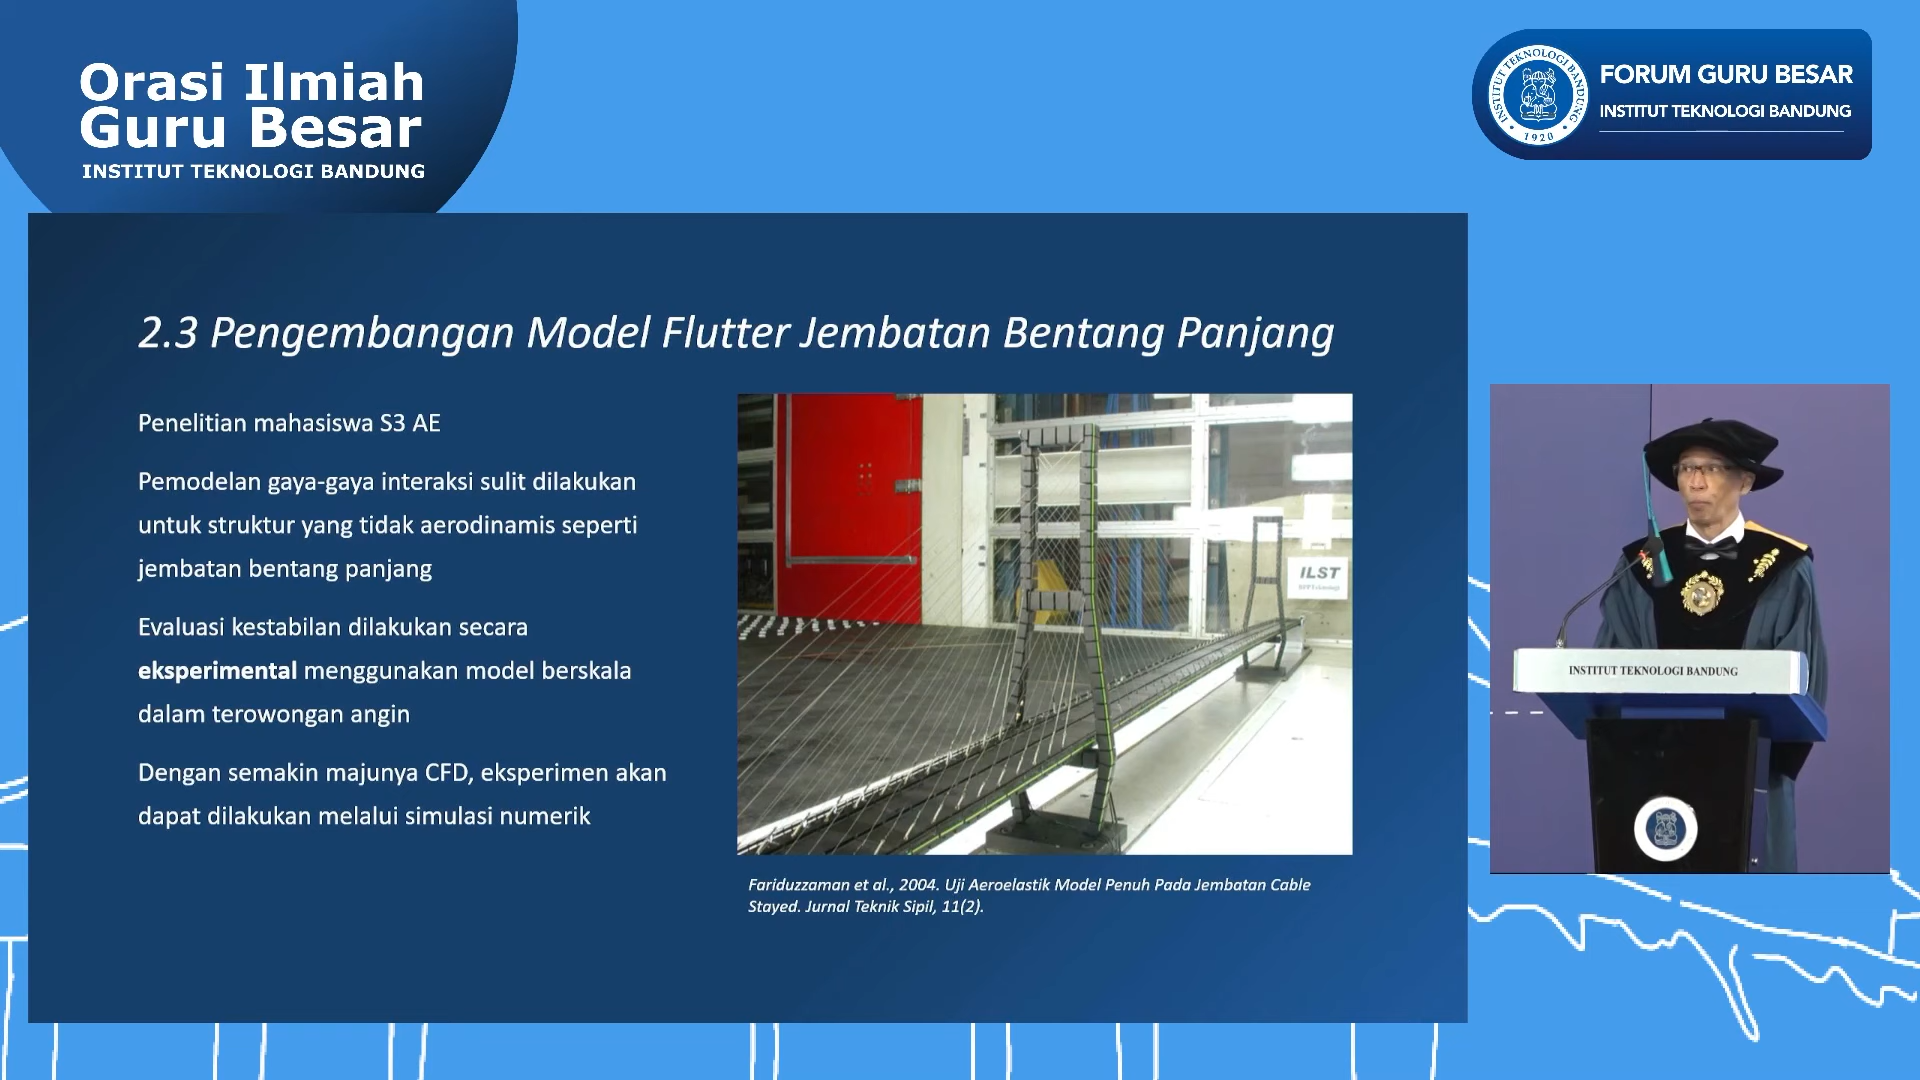 Orasi Ilmiah
Guru Besar
INSTITUT TEKNOLOGI BANDUNG
INSTITUT TEKNOLOGI BANDUNG
1920
FORUM GURU BESAR
INSTITUT TEKNOLOGI BANDUNG
2.3 Pengembangan Model Flutter Jembatan Bentang Panjang
Penelitian mahasiswa S3 AE
Pemodelan gaya-gaya interaksi sulit dilakukan
untuk struktur yang tidak aerodinamis seperti
jembatan bentang panjang
Evaluasi kestabilan dilakukan secara
eksperimental menggunakan model berskala
dalam terowongan angin
Dengan semakin majunya CFD, eksperimen akan
dapat dilakukan melalui simulasi numerik
ILST
Fariduzzaman et al., 2004. Uji Aeroelastik Model Penuh Pada Jembatan Cable
Stayed. Jurnal Teknik Sipil, 11(2).
INSTITUT TEKNOLOGI BANDUNG